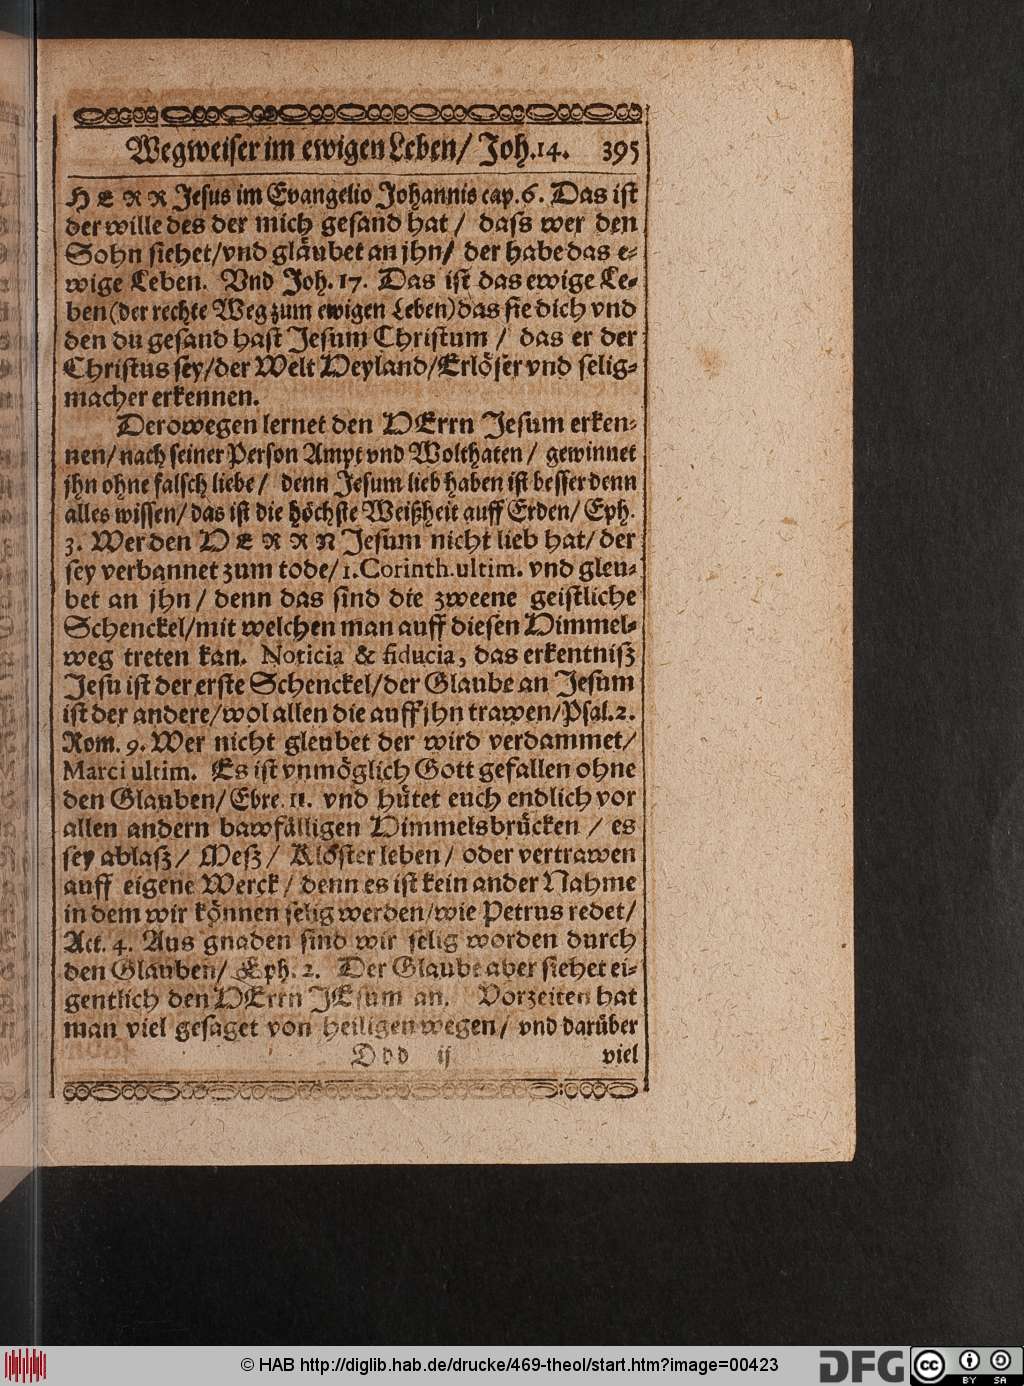 Wegweiser im ewigen Leben/ Joh.14. 395
HERR Jesus im Evangelio Johannis cap.6. Das ist
der wille des der mich gesand hat/ dass wer den
Sohn siehet/vnd gläubet an jhn/ der habe das e-
wige Leben. Vnd Joh.17. Das ist das ewige Le-
ben (der rechte Weg zum ewigen Leben) das sie dich vnd
den du gesand hast Jesum Christum/ das er der
Christus sey/der Welt Heyland/Erlöser vnd selig-
macher erkennen.
Derowegen lernet den HErrn Jesum erken-
nen/nach seiner Person Ampt vnd Wolthaten/ gewinnet
jhn ohne falsch liebe/ denn Jesum lieb haben ist besser denn
alles wissen/das ist die höchste Weißheit auff Erden/Eph.
3. Wer den HERRN Jesum nicht lieb hat/der
sey verbannet zum tode/1.Corinth.ultim. vnd gleu-
bet an jhn/ denn das sind die zweene geistliche
Schenckel/mit welchen man auff diesen Himmel-
weg treten kan. Noticia & fiducia, das erkentniß
Jesu ist der erste Schenckel/der Glaube an Jesum
ist der andere/wol allen die auff jhn trawen/Psal.2.
Rom. 9. Wer nicht gleubet der wird verdammet/
Marci ultim. Es ist vnmöglich Gott gefallen ohne
den Glauben/Ebre.11. vnd hütet euch endlich vor
allen andern bawfälligen Himmelsbrücken/ es
sey ablaß/ Meß/ Klösterleben/ oder vertrawen
auff eigene Werck/denn es ist kein ander Nahme
in dem wir können selig werden/wie Petrus redet/
Act. 4. Aus gnaden sind wir selig worden durch
den Glauben/ Eph. 2. Der Glaube aber siehet ei-
gentlich den HErrn JEsum an. Vorzeiten hat
man viel gesaget von heiligen wegen/ vnd darüber
Ddd ij viel
© HAB http://diglib.hab.de/drucke/469-theol/start.htm?image=00423
DFG
cc
BY SA